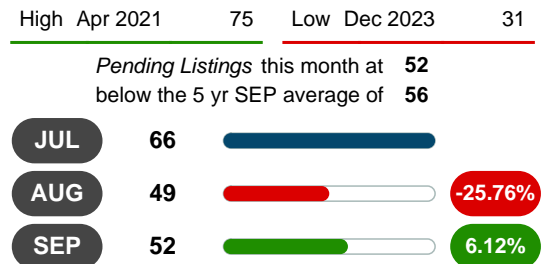 High Apr 2021 75 Low Dec 2023 31
Pending Listings this month at 52
below the 5 yr SEP average of 56
JUL 66
AUG 49 -25.76%
SEP 52 6.12%